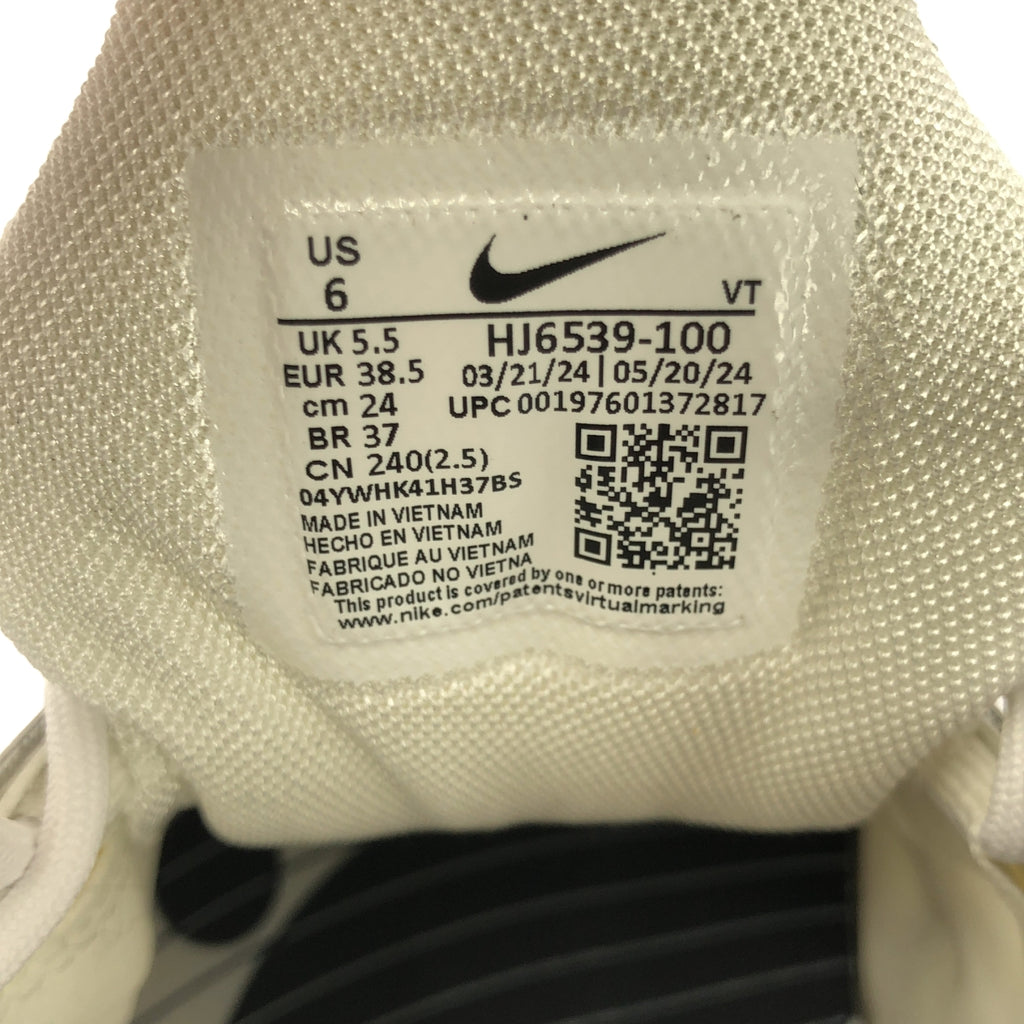 US
6
VT
UK 5.5
HJ6539-100
EUR 38.5
03/21/24|05/20/24
cm 24
UPC 00197601372817
BR 37
CN 240(2.5)
04YWHK41H37BS
MADE IN VIETNAM
HECHO EN VIETNAM
FABRIQUE AU VIETNAM
FABRICADO NO VIETNA
This product is covered by one or more patents:
www.nike.com/patentsvirtualmarking